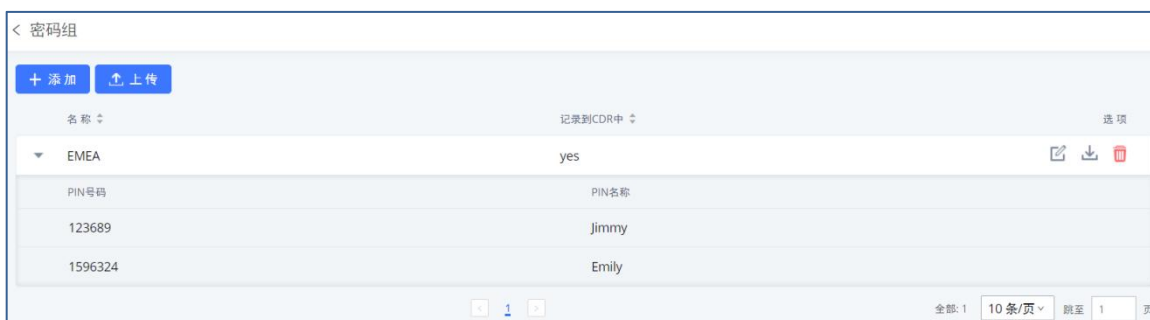 < 密码组
+ 添加 上传
名称 记录到CDR中 选项
EMEA yes
PIN号码 PIN名称
123689 Jimmy
1596324 Emily
< 1 > 全部: 1 10 条/页 跳至 1 页